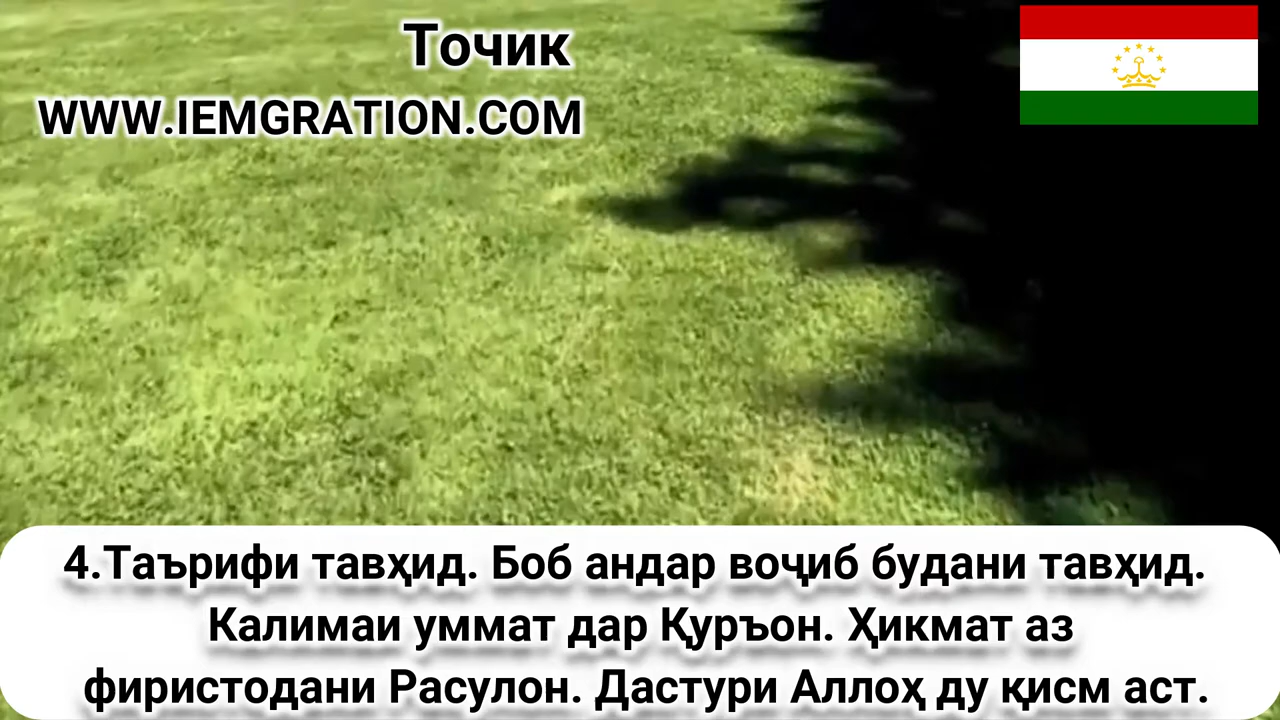 Точик
WWW.IEMGRATION.COM
4.Таърифи тавҳид. Боб андар воҷиб будани тавҳид.
Калимаи уммат дар Қуръон. Ҳикмат аз
фиристодани Расулон. Дастури Аллоҳ ду қисм аст.